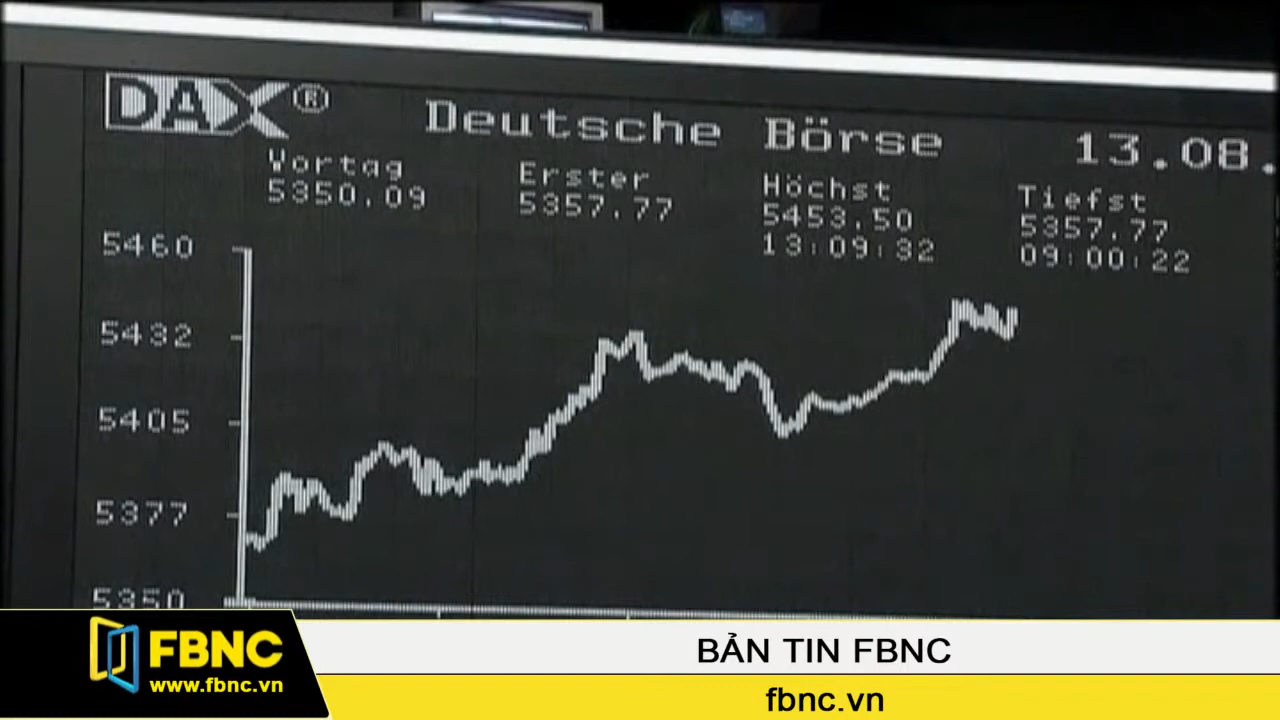 DAX®
Deutsche Börse
13.08.
Vortag
5350.09
Erster
5357.77
Höchst
5453.50
13:09:32
Tiefst
5357.77
09:00:22
5460
5432
5405
5377
5350
FBNC
www.fbnc.vn
BẢN TIN FBNC
fbnc.vn